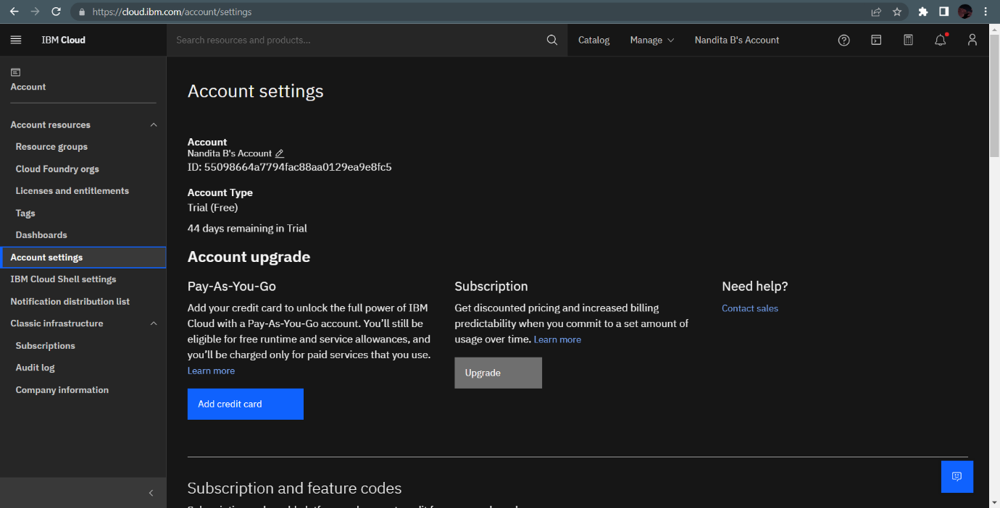 https://cloud.ibm.com/account/settings
IBM Cloud
Search resources and products...
Catalog
Manage
Nandita B's Account
Account
Account resources
Resource groups
Cloud Foundry orgs
Licenses and entitlements
Tags
Dashboards
Account settings
IBM Cloud Shell settings
Notification distribution list
Classic infrastructure
Subscriptions
Audit log
Company information
Account settings
Account
Nandita B's Account
ID: 55098664a7794fac88aa0129ea9e8fc5
Account Type
Trial (Free)
44 days remaining in Trial
Account upgrade
Pay-As-You-Go
Add your credit card to unlock the full power of IBM
Cloud with a Pay-As-You-Go account. You’ll still be
eligible for free runtime and service allowances, and
you’ll be charged only for paid services that you use.
Learn more
Add credit card
Subscription
Get discounted pricing and increased billing
predictability when you commit to a set amount of
usage over time. Learn more
Upgrade
Need help?
Contact sales
Subscription and feature codes